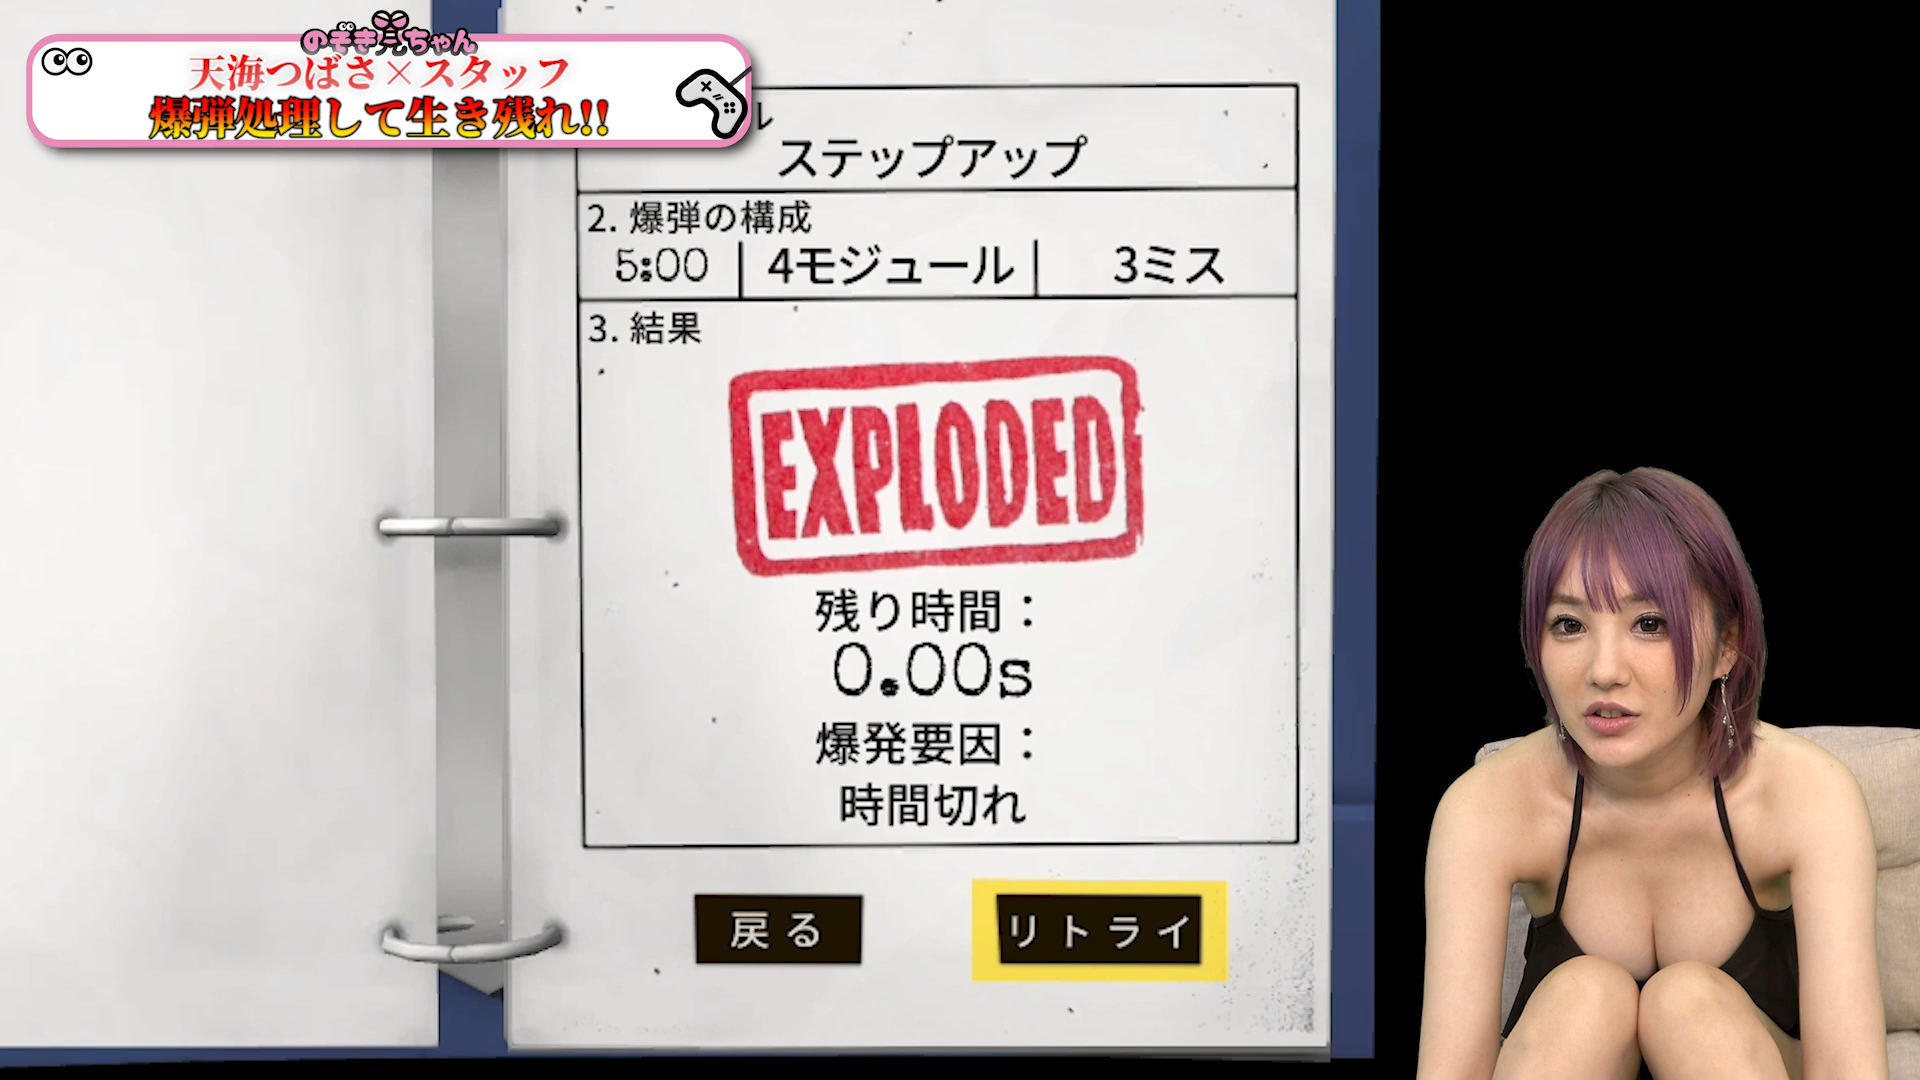 のぞき見ちゃん
天海つばさ×スタッフ
爆弾処理して生き残れ!!
ル
ステップアップ
2. 爆弾の構成
5:00 | 4モジュール | 3ミス
3. 結果
EXPLODED
残り時間：
0.00s
爆発要因：
時間切れ
戻る
リトライ